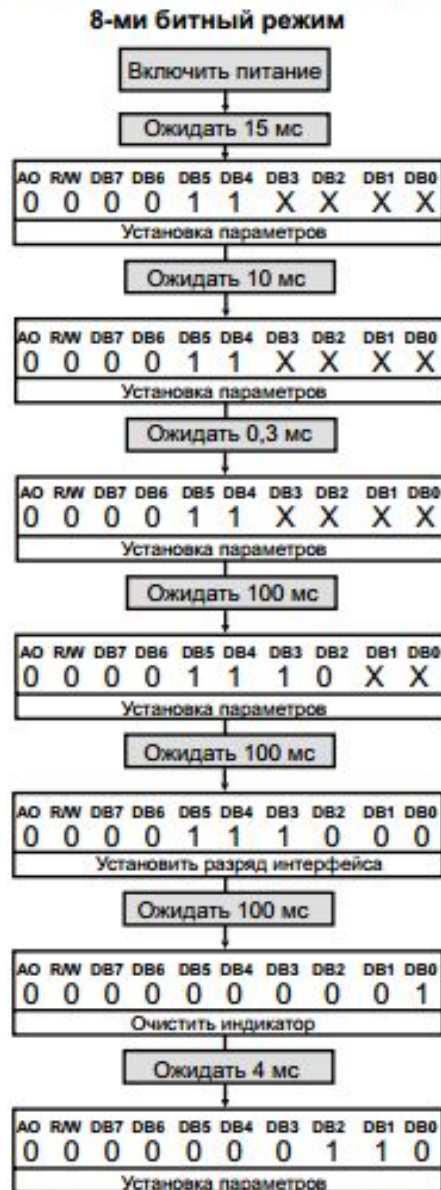 8-ми битный режим
Включить питание
Ожидать 15 мс
AO R/W DB7 DB6 DB5 DB4 DB3 DB2 DB1 DB0
0 0 0 0 1 1 X X X X
Установка параметров
Ожидать 10 мс
AO R/W DB7 DB6 DB5 DB4 DB3 DB2 DB1 DB0
0 0 0 0 1 1 X X X X
Установка параметров
Ожидать 0,3 мс
AO R/W DB7 DB6 DB5 DB4 DB3 DB2 DB1 DB0
0 0 0 0 1 1 X X X X
Установка параметров
Ожидать 100 мс
AO R/W DB7 DB6 DB5 DB4 DB3 DB2 DB1 DB0
0 0 0 0 1 1 1 0 X X
Установка параметров
Ожидать 100 мс
AO R/W DB7 DB6 DB5 DB4 DB3 DB2 DB1 DB0
0 0 0 0 1 1 1 0 0 0
Установить разряд интерфейса
Ожидать 100 мс
AO R/W DB7 DB6 DB5 DB4 DB3 DB2 DB1 DB0
0 0 0 0 0 0 0 0 0 1
Очистить индикатор
Ожидать 4 мс
AO R/W DB7 DB6 DB5 DB4 DB3 DB2 DB1 DB0
0 0 0 0 0 0 0 1 1 0
Установка параметров